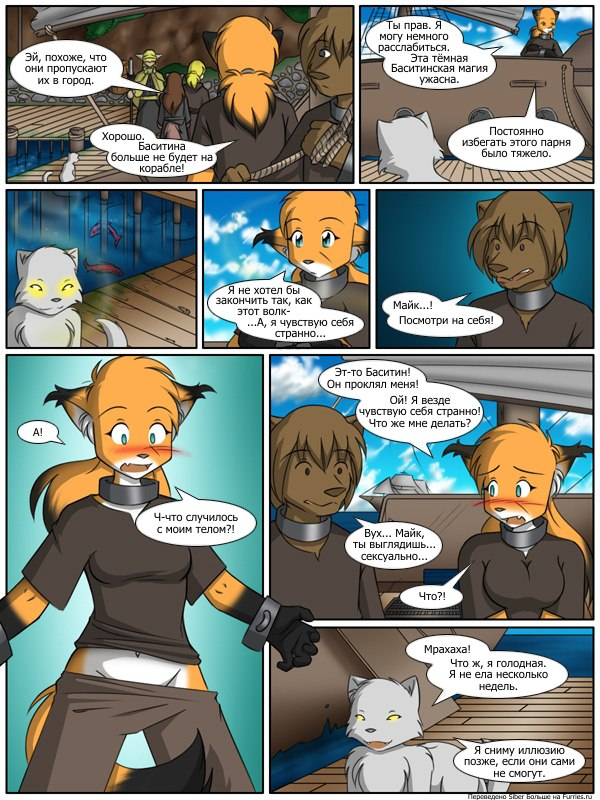 Эй, похоже, что
они пропускают
их в город.
Хорошо.
Баситина
больше не будет на
корабле!
Ты прав. Я
могу немного
расслабиться.
Эта тёмная
Баситинская магия
ужасна.
Постоянно
избегать этого парня
было тяжело.
Я не хотел бы
закончить так, как
этот волк-
...А, я чувствую себя
странно...
Майк...!
Посмотри на себя!
А!
Ч-что случилось
с моим телом?!
Эт-то Баситин!
Он проклял меня!
Ой! Я везде
чувствую себя странно!
Что же мне делать?
Вух... Майк,
ты выглядишь...
сексуально...
Что?!
Мрахаха!
Что ж, я голодная.
Я не ела несколько
недель.
Я сниму иллюзию
позже, если они сами
не смогут.
Переведено Siber Больше на Furries.ru